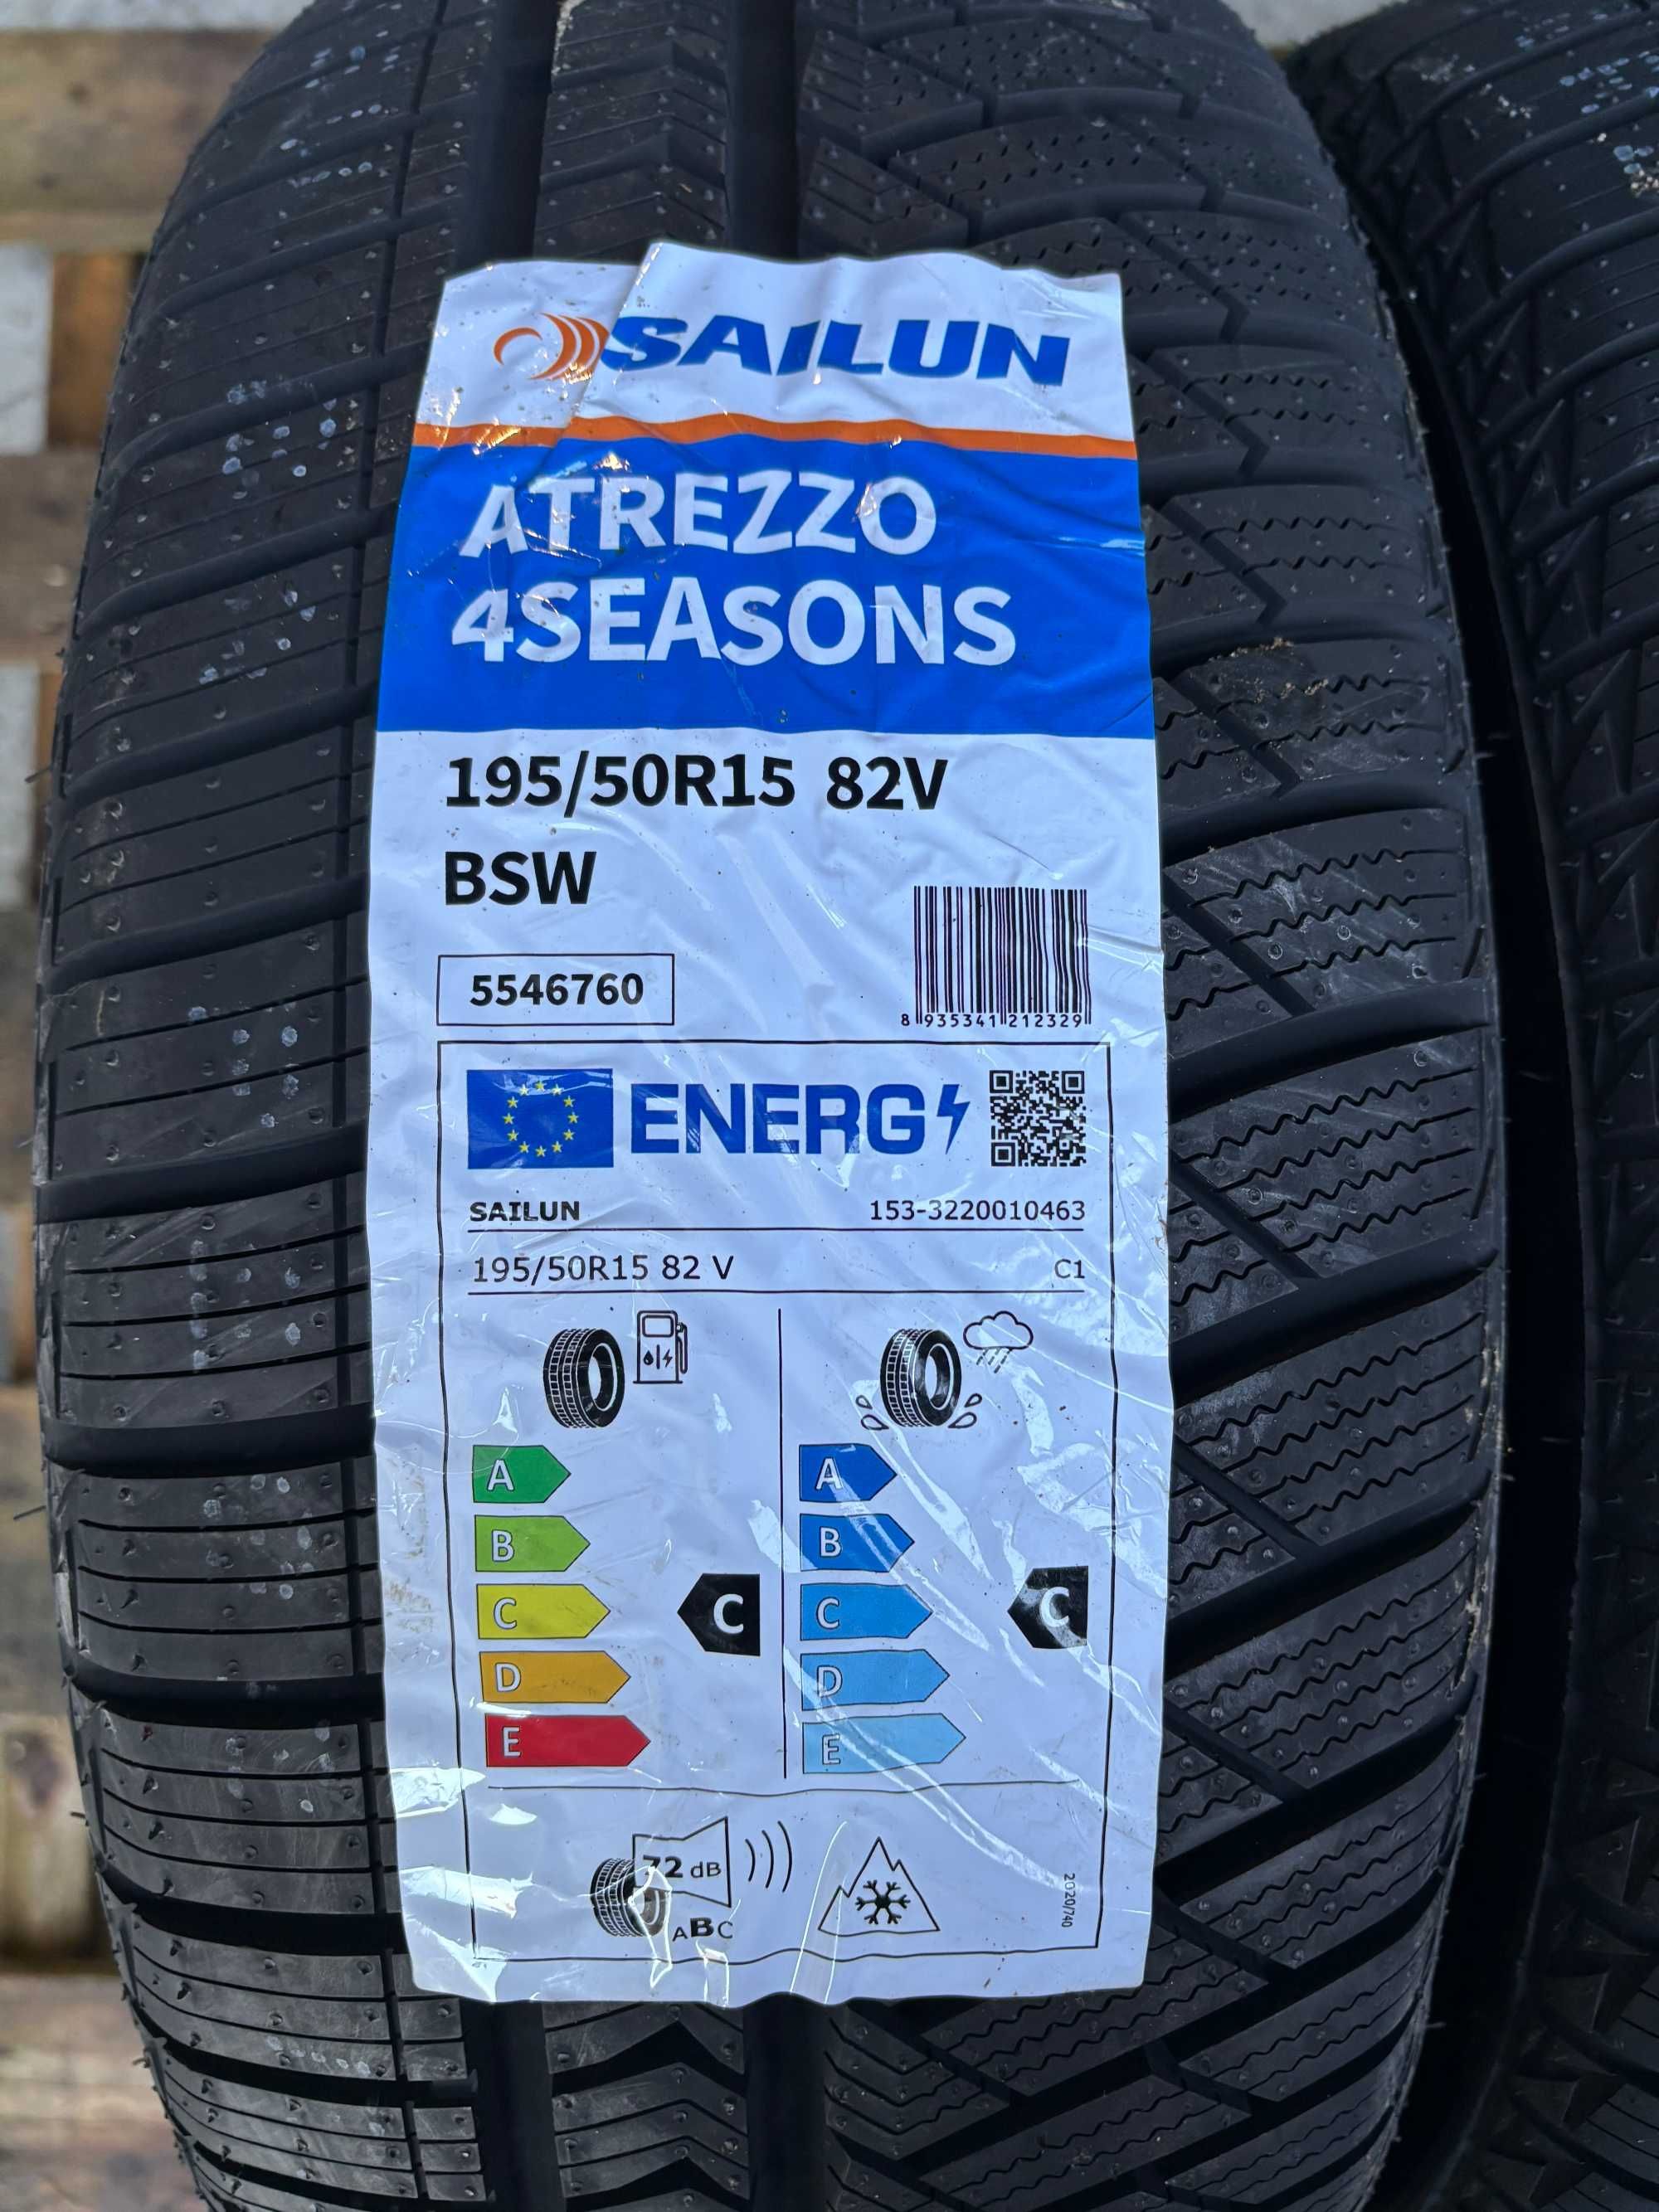 SAILUN
ATREZZO
4SEASONS
195/50R15 82V
BSW
5546760
8 935341 212329
ENERG
SAILUN 153-3220010463
195/50R15 82 V C1
A A
B B
C C C C
D D
E E
72 dB
ABC
2020/740